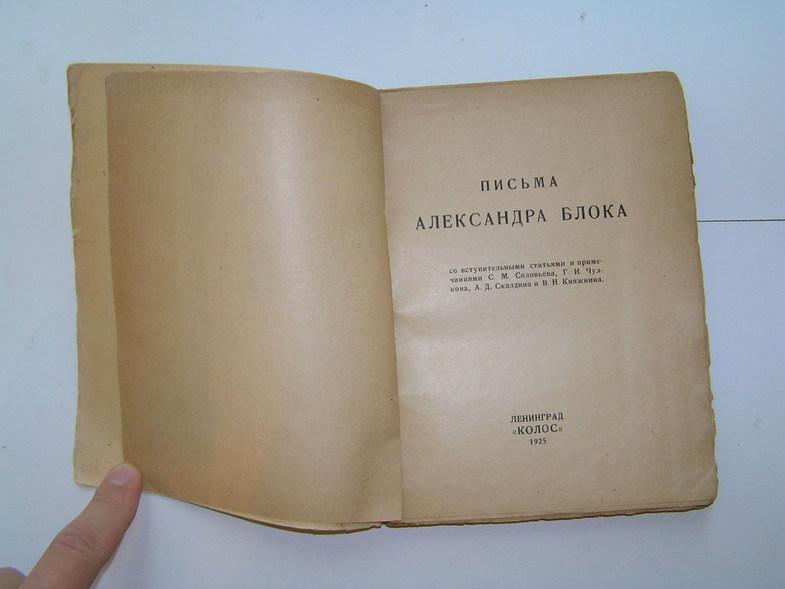 ПИСЬМА
АЛЕКСАНДРА БЛОКА
со вступительными статьями и приме-
чаниями С. М. Соловьева, Г. И. Чул-
кова, А. Д. Скалдина и В. Н. Княжнина.
ЛЕНИНГРАД
«КОЛОС»
1925